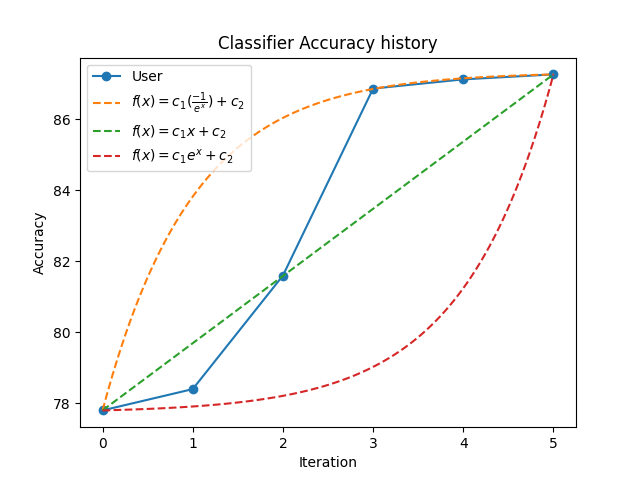 Classifier Accuracy history
User
f(x) = c₁(−1/eˣ) + c₂
f(x) = c₁x + c₂
f(x) = c₁eˣ + c₂
86
84
82
80
78
Accuracy
0 1 2 3 4 5
Iteration